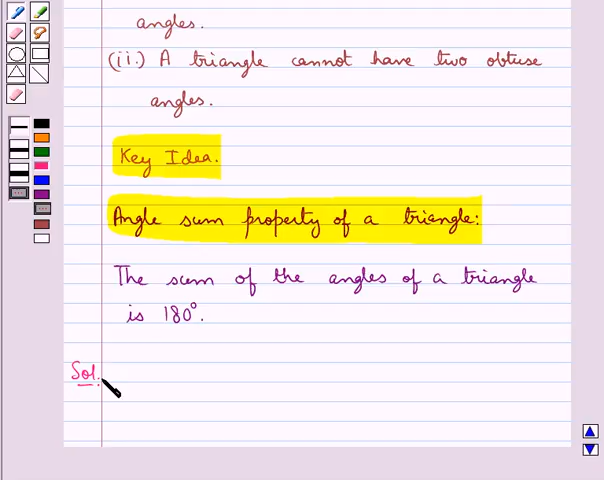 angles.
(ii.) A triangle cannot have two obtuse
angles.
Key Idea.
Angle sum property of a triangle:
The sum of the angles of a triangle
is 180°.
Sol.